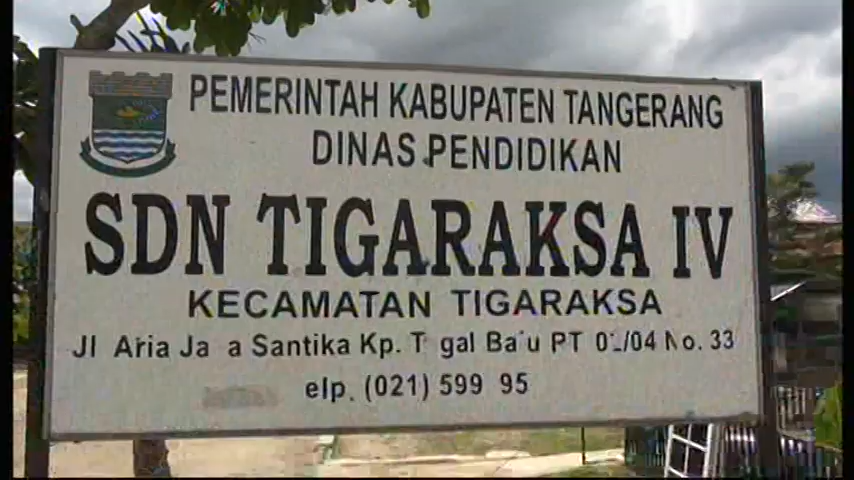 PEMERINTAH KABUPATEN TANGERANG
DINAS PENDIDIKAN
SDN TIGARAKSA IV
KECAMATAN TIGARAKSA
Jl Aria Ja a Santika Kp. T gal Ba u PT 0 /04 No. 33
elp. (021) 599 95